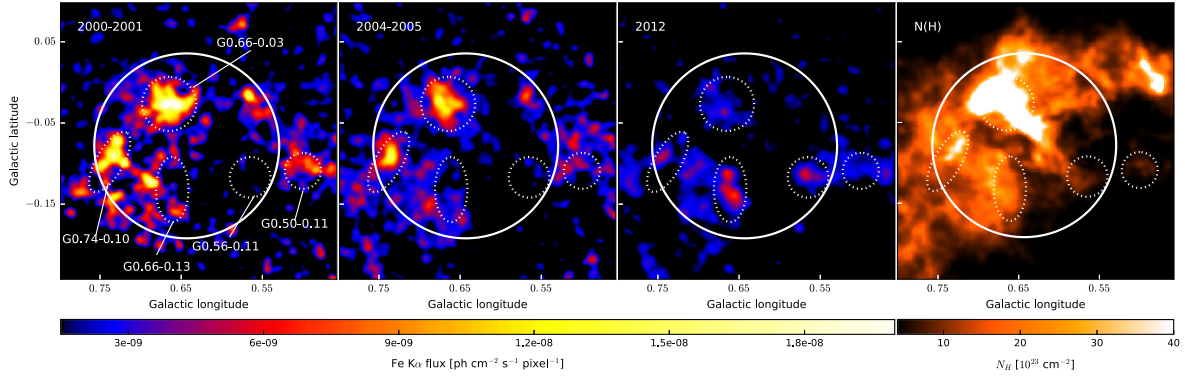 2000-2001
2004-2005
2012
N(H)
G0.66-0.03
G0.50-0.11
G0.74-0.10
G0.56-0.11
G0.66-0.13
Galactic latitude
0.05
−0.05
−0.15
0.75 0.65 0.55
0.75 0.65 0.55
0.75 0.65 0.55
0.75 0.65 0.55
Galactic longitude
Galactic longitude
Galactic longitude
Galactic longitude
3e-09 6e-09 9e-09 1.2e-08 1.5e-08 1.8e-08
10 20 30 40
Fe Kα flux [ph cm⁻² s⁻¹ pixel⁻¹]
N_H [10²³ cm⁻²]